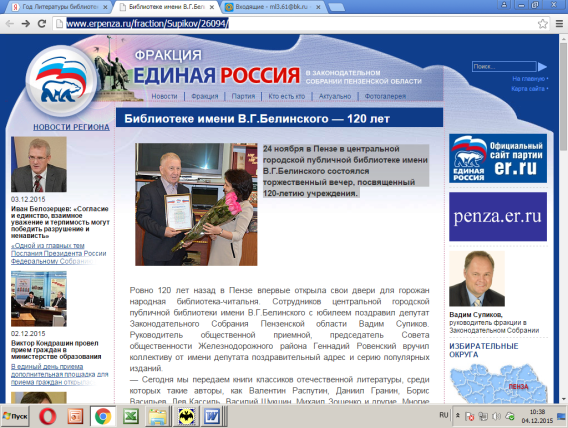 Год Литературы библиоте
Библиотеке имени В.Г.Бели
Входящие - ml3.61@bk.ru
www.erpenza.ru/fraction/Supikov/26094/
ФРАКЦИЯ
ЕДИНАЯ РОССИЯ
В ЗАКОНОДАТЕЛЬНОМ
СОБРАНИИ ПЕНЗЕНСКОЙ ОБЛАСТИ
Поиск...
На главную
Карта сайта
Новости Фракция Партия Кто есть кто Актуально Фотогалерея
НОВОСТИ РЕГИОНА
03.12.2015
Иван Белозерцев: «Согласие
и единство, взаимное
уважение и терпимость могут
победить разрушение и
ненависть»
«Одной из главных тем
Послания Президента России
Федеральному Собранию
02.12.2015
Виктор Кондрашин провел
прием граждан в
министерстве образования
В единый день приема
дополнительная площадка для
приема граждан открыл
Библиотеке имени В.Г.Белинского — 120 лет
24 ноября в Пензе в центральной
городской публичной библиотеке имени
В.Г.Белинского состоялся
торжественный вечер, посвященный
120-летию учреждения.
Ровно 120 лет назад в Пензе впервые открыла свои двери для горожан
народная библиотека-читальня. Сотрудников центральной городской
публичной библиотеки имени В.Г.Белинского с юбилеем поздравил депутат
Законодательного Собрания Пензенской области Вадим Супиков.
Руководитель общественной приемной, председатель Совета
общественности Железнодорожного района Геннадий Ровенский вручил
коллективу от имени депутата поздравительный адрес и серию популярных
изданий.
— Сегодня мы передаем книги классиков отечественной литературы, среди
которых такие авторы, как Валентин Распутин, Даниил Гранин, Борис
Васильев, Лев Кассиль, Василий Шукшин, Михаил Зощенко и другие. Многие
Официальный
сайт партии
er.ru
ЕДИНАЯ
РОССИЯ
penza.er.ru
Вадим Супиков,
руководитель фракции в
Законодательном Собрании
ИЗБИРАТЕЛЬНЫЕ
ОКРУГА
ПЕНЗА
Пуск
RU
10:38
04.12.2015